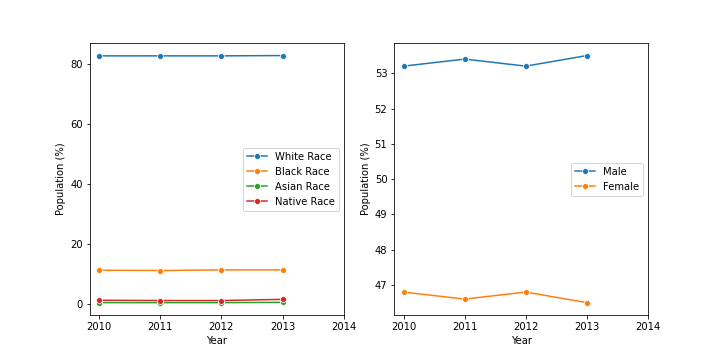 80
60
40
20
0
Population (%)
2010 2011 2012 2013 2014
Year
White Race
Black Race
Asian Race
Native Race
53
52
51
50
49
48
47
Population (%)
2010 2011 2012 2013 2014
Year
Male
Female